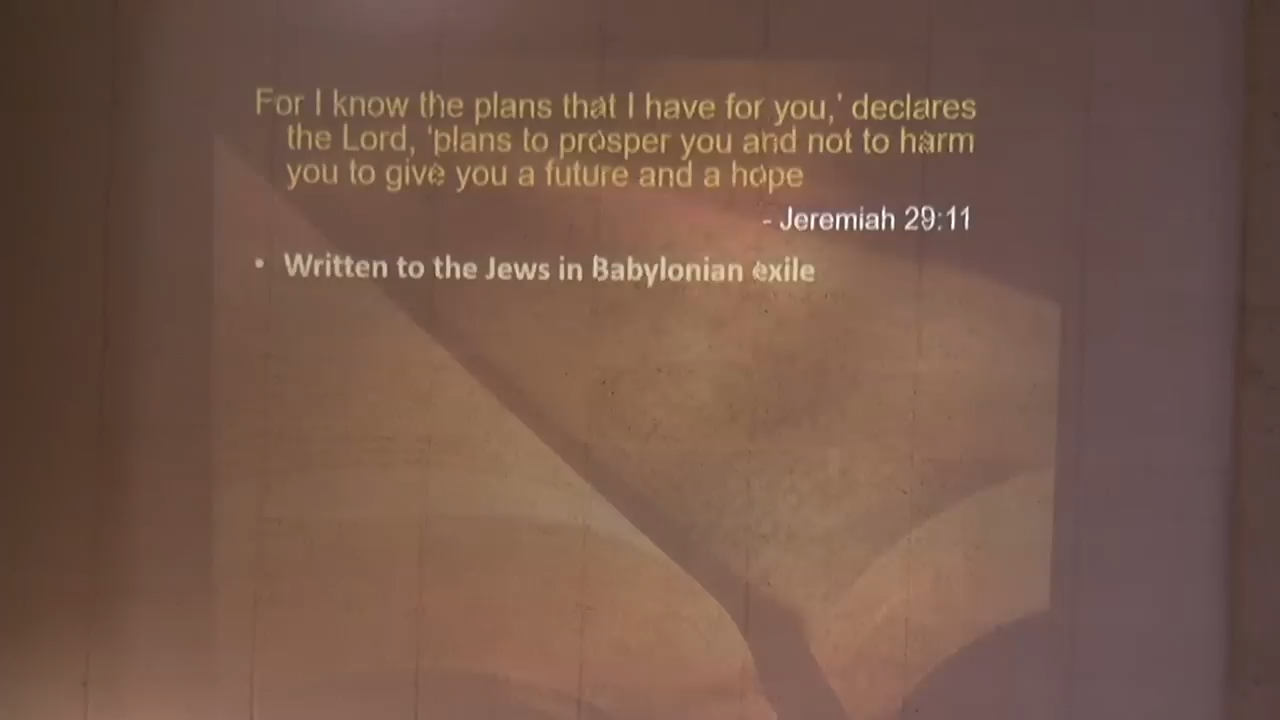 For I know the plans that I have for you,' declares
the Lord, 'plans to prosper you and not to harm
you to give you a future and a hope
- Jeremiah 29:11
• Written to the Jews in Babylonian exile